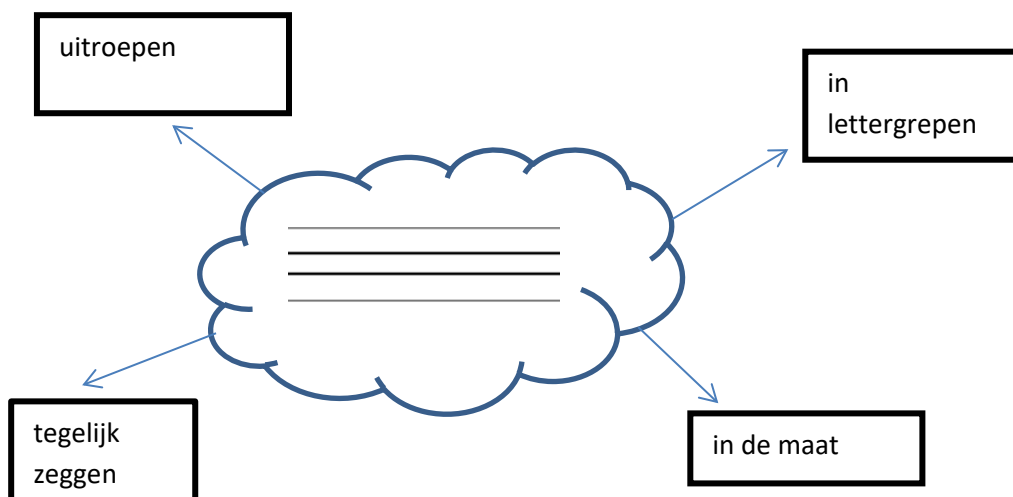 uitroepen
in
lettergrepen
tegelijk
zeggen
in de maat